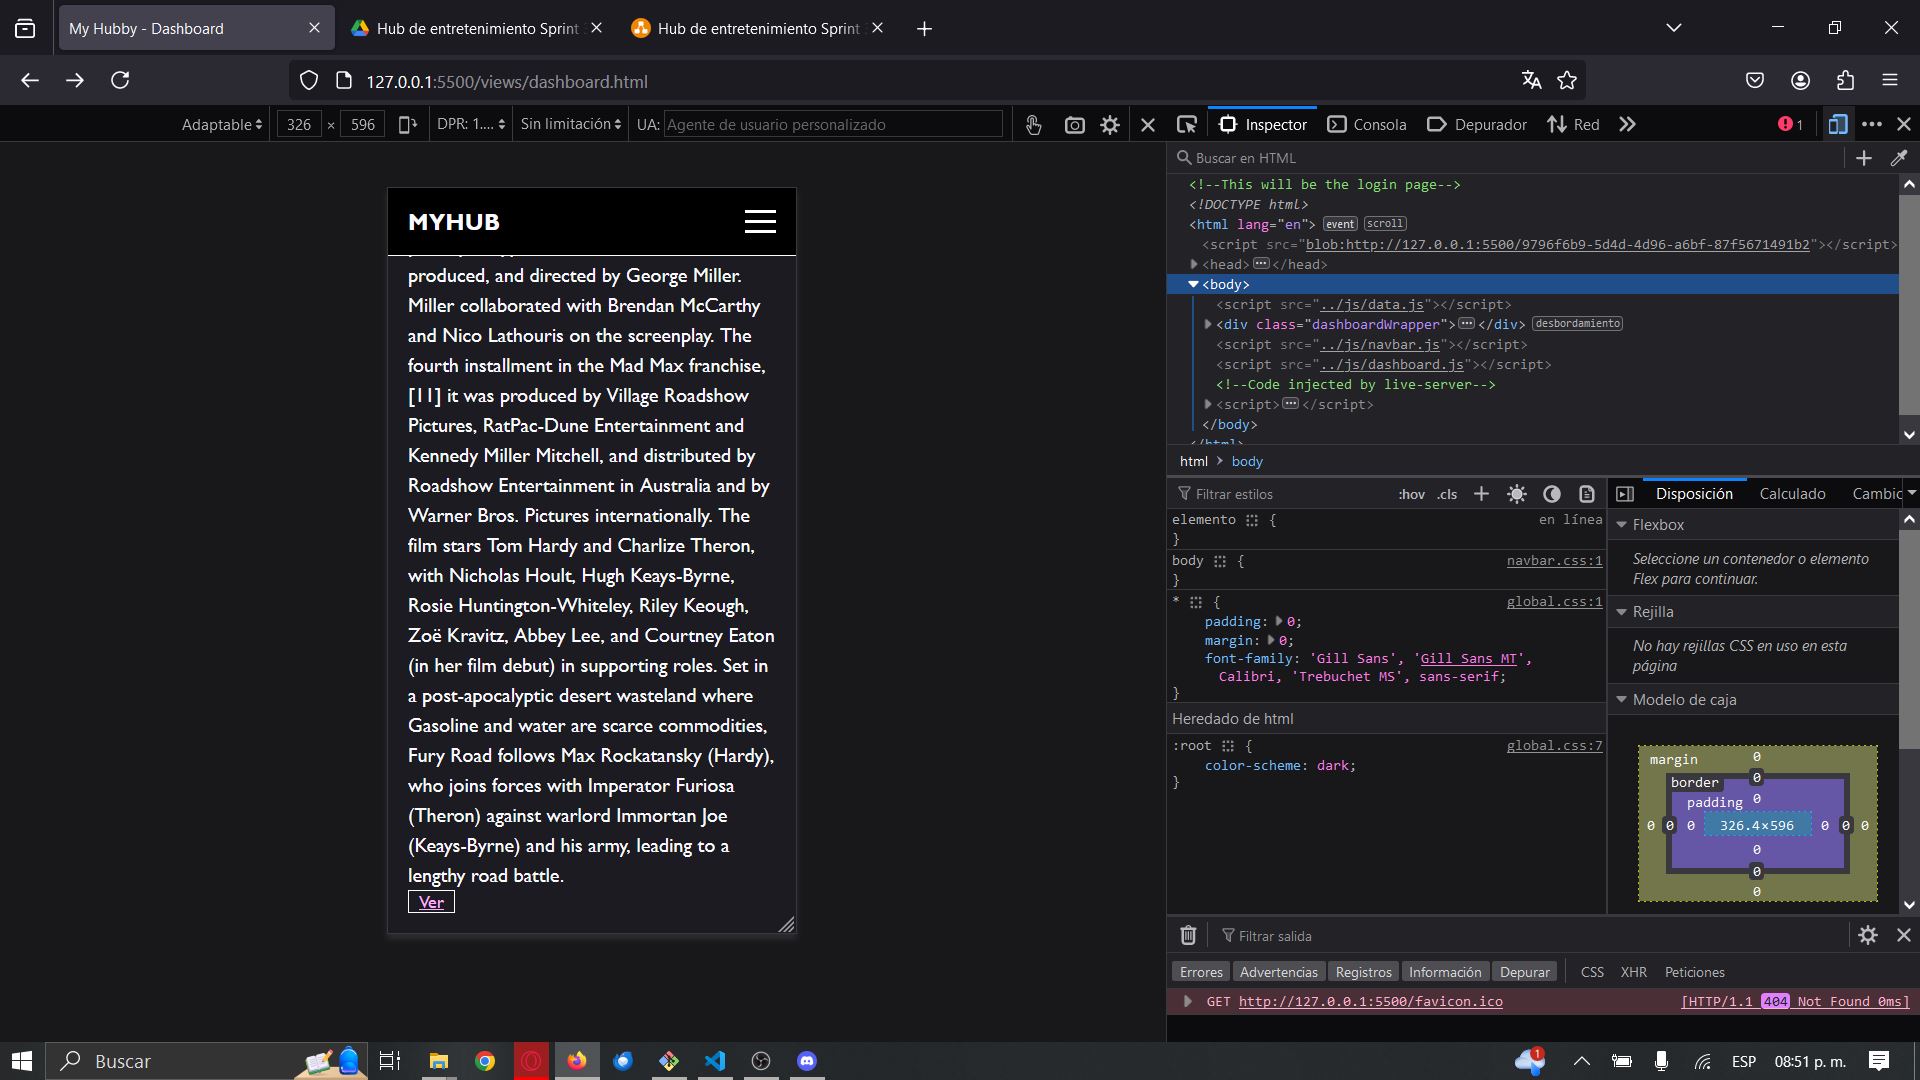 My Hubby - Dashboard
Hub de entretenimiento Sprint
Hub de entretenimiento Sprint
127.0.0.1:5500/views/dashboard.html
Adaptable 326 × 596 DPR: 1.... Sin limitación UA: Agente de usuario personalizado
Inspector Consola Depurador Red 1
Buscar en HTML
<!--This will be the login page-->
<!DOCTYPE html>
<html lang="en"> event scroll
<script src="blob:http://127.0.0.1:5500/9796f6b9-5d4d-4d96-a6bf-87f5671491b2"></script>
<head> </head>
<body>
<script src="../js/data.js"></script>
<div class="dashboardWrapper"> </div> desbordamiento
<script src="../js/navbar.js"></script>
<script src="../js/dashboard.js"></script>
<!--Code injected by live-server-->
<script> </script>
</body>
</html>
html > body
MYHUB
produced, and directed by George Miller.
Miller collaborated with Brendan McCarthy
and Nico Lathouris on the screenplay. The
fourth installment in the Mad Max franchise,
[11] it was produced by Village Roadshow
Pictures, RatPac-Dune Entertainment and
Kennedy Miller Mitchell, and distributed by
Roadshow Entertainment in Australia and by
Warner Bros. Pictures internationally. The
film stars Tom Hardy and Charlize Theron,
with Nicholas Hoult, Hugh Keays-Byrne,
Rosie Huntington-Whiteley, Riley Keough,
Zoë Kravitz, Abbey Lee, and Courtney Eaton
(in her film debut) in supporting roles. Set in
a post-apocalyptic desert wasteland where
Gasoline and water are scarce commodities,
Fury Road follows Max Rockatansky (Hardy),
who joins forces with Imperator Furiosa
(Theron) against warlord Immortan Joe
(Keays-Byrne) and his army, leading to a
lengthy road battle.
Ver
Filtrar estilos :hov .cls
elemento { en línea
}
body { navbar.css:1
}
* { global.css:1
padding: 0;
margin: 0;
font-family: 'Gill Sans', 'Gill Sans MT',
Calibri, 'Trebuchet MS', sans-serif;
}
Heredado de html
:root { global.css:7
color-scheme: dark;
}
Disposición Calculado Cambic
Flexbox
Seleccione un contenedor o elemento
Flex para continuar.
Rejilla
No hay rejillas CSS en uso en esta
página
Modelo de caja
margin 0
border 0
padding 0
0 0 0 326.4×596 0 0 0
0
0
0
Filtrar salida
Errores Advertencias Registros Información Depurar CSS XHR Peticiones
GET http://127.0.0.1:5500/favicon.ico [HTTP/1.1 404 Not Found 0ms]
Buscar 1 ESP 08:51 p. m.